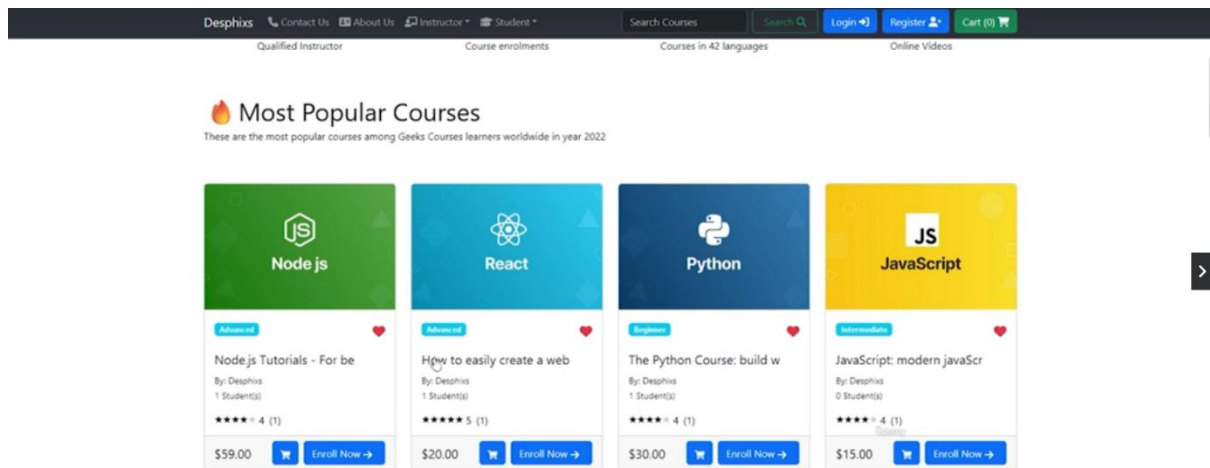 Desphixs Contact Us About Us Instructor Student Search Courses Search Login Register Cart (0)
Qualified Instructor Course enrolments Courses in 42 languages Online Videos
Most Popular Courses
These are the most popular courses among Geeks Courses learners worldwide in year 2022
JS JS
Node js React Python JavaScript
Advanced Advanced Beginner Intermediate
Node.js Tutorials - For be How to easily create a web The Python Course: build w JavaScript: modern javaScr
By: Desphixs By: Desphixs By: Desphixs By: Desphixs
1 Student(s) 1 Student(s) 1 Student(s) 0 Student(s)
4 (1) 5 (1) 4 (1) 4 (1)
Udemy
$59.00 Enroll Now $20.00 Enroll Now $30.00 Enroll Now $15.00 Enroll Now